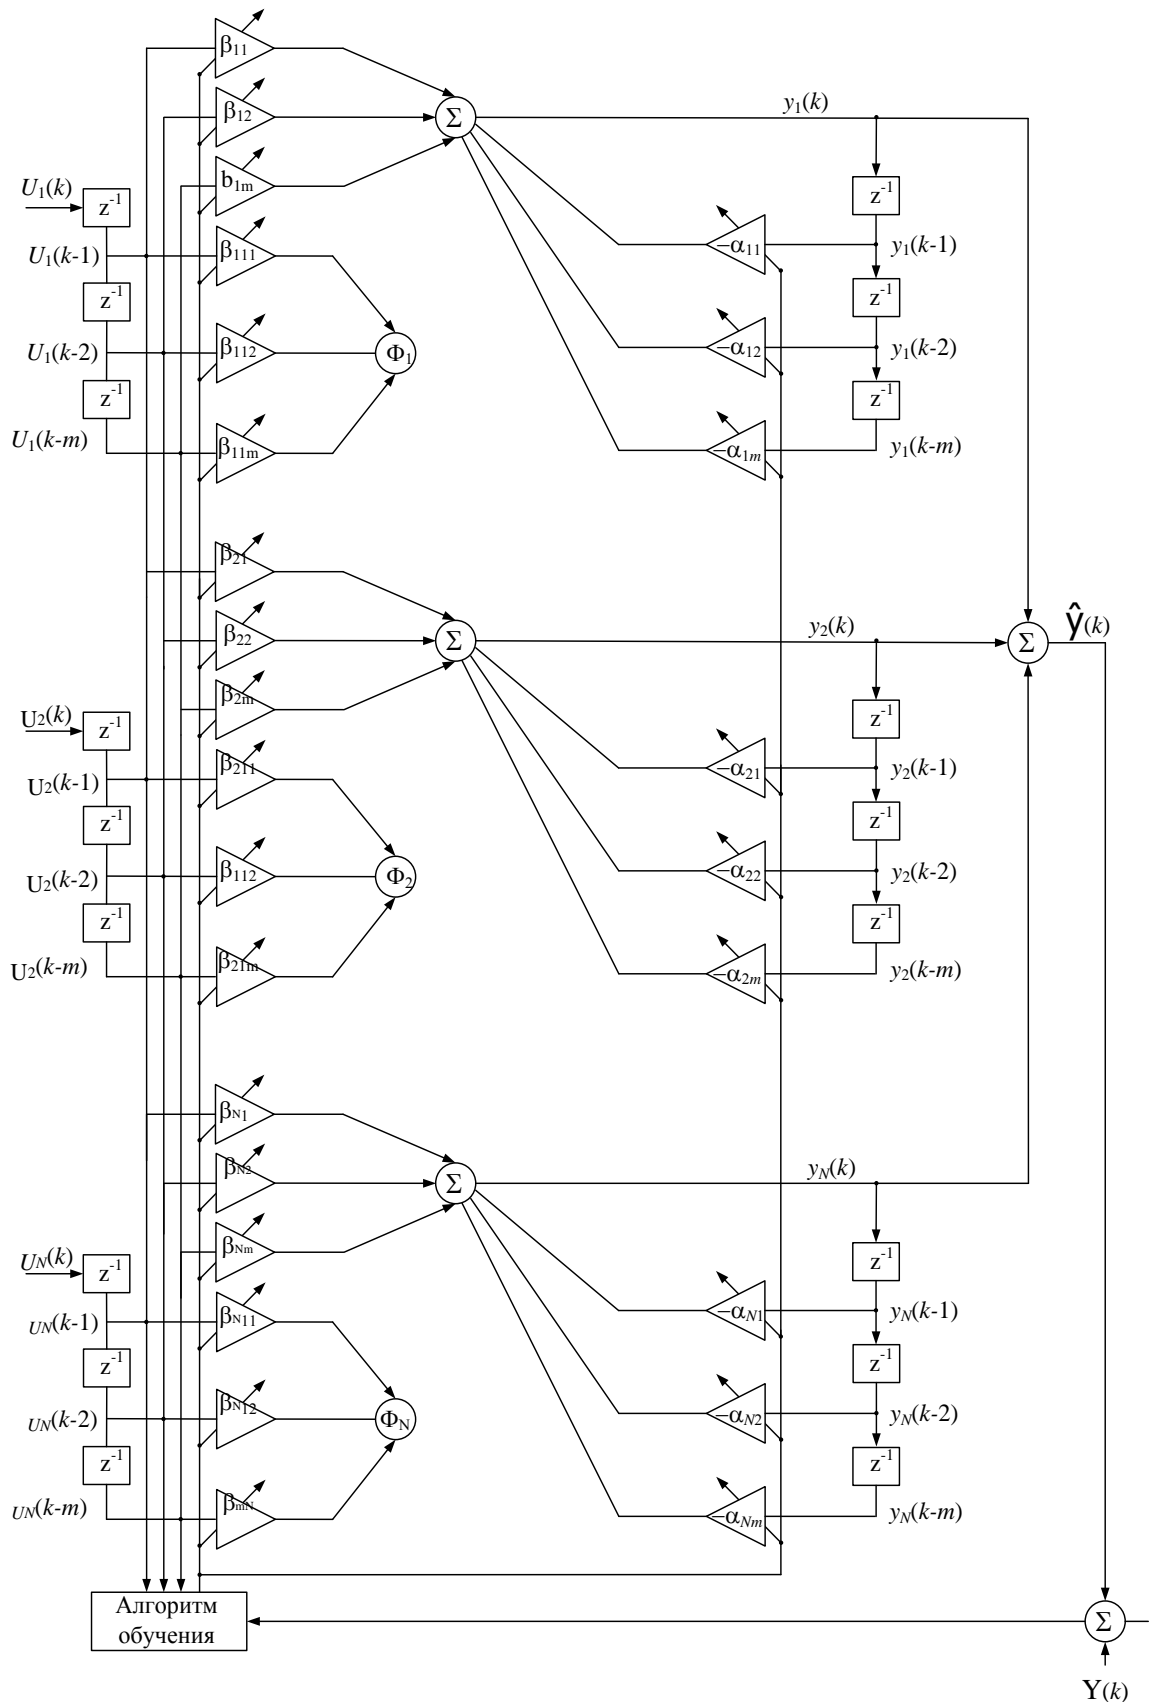 β11
y1(k)
β12
Σ
b1m
U1(k)
z-1
z-1
β111
−α11
U1(k-1)
y1(k-1)
z-1
z-1
β112
Φ1
−α12
U1(k-2)
y1(k-2)
z-1
z-1
β11m
−α1m
U1(k-m)
y1(k-m)
β21
y2(k)
ŷ(k)
β22
Σ
Σ
β2m
U2(k)
z-1
z-1
β211
−α21
U2(k-1)
y2(k-1)
z-1
z-1
β112
Φ2
−α22
U2(k-2)
y2(k-2)
z-1
z-1
β21m
−α2m
U2(k-m)
y2(k-m)
βN1
yN(k)
βN2
Σ
βNm
UN(k)
z-1
z-1
βN11
−αN1
UN(k-1)
yN(k-1)
z-1
z-1
βN12
ΦN
−αN2
UN(k-2)
yN(k-2)
z-1
z-1
βmN
−αNm
UN(k-m)
yN(k-m)
Алгоритм
обучения
Σ
Y(k)